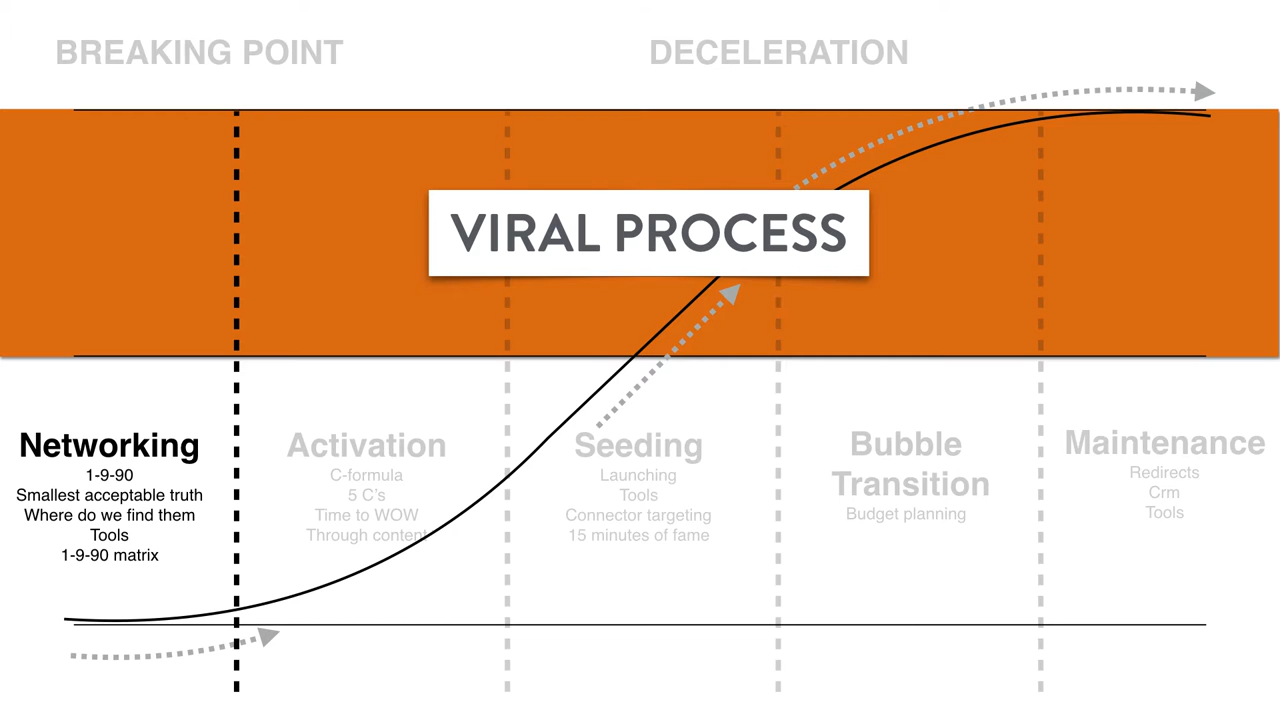 BREAKING POINT
DECELERATION
VIRAL PROCESS
Networking
1-9-90
Smallest acceptable truth
Where do we find them
Tools
1-9-90 matrix
Activation
C-formula
5 C's
Time to WOW
Through content
Seeding
Launching
Tools
Connector targeting
15 minutes of fame
Bubble
Transition
Budget planning
Maintenance
Redirects
Crm
Tools